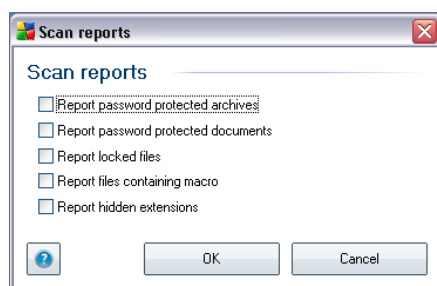 Scan reports
Scan reports
Report password protected archives
Report password protected documents
Report locked files
Report files containing macro
Report hidden extensions
?
OK
Cancel